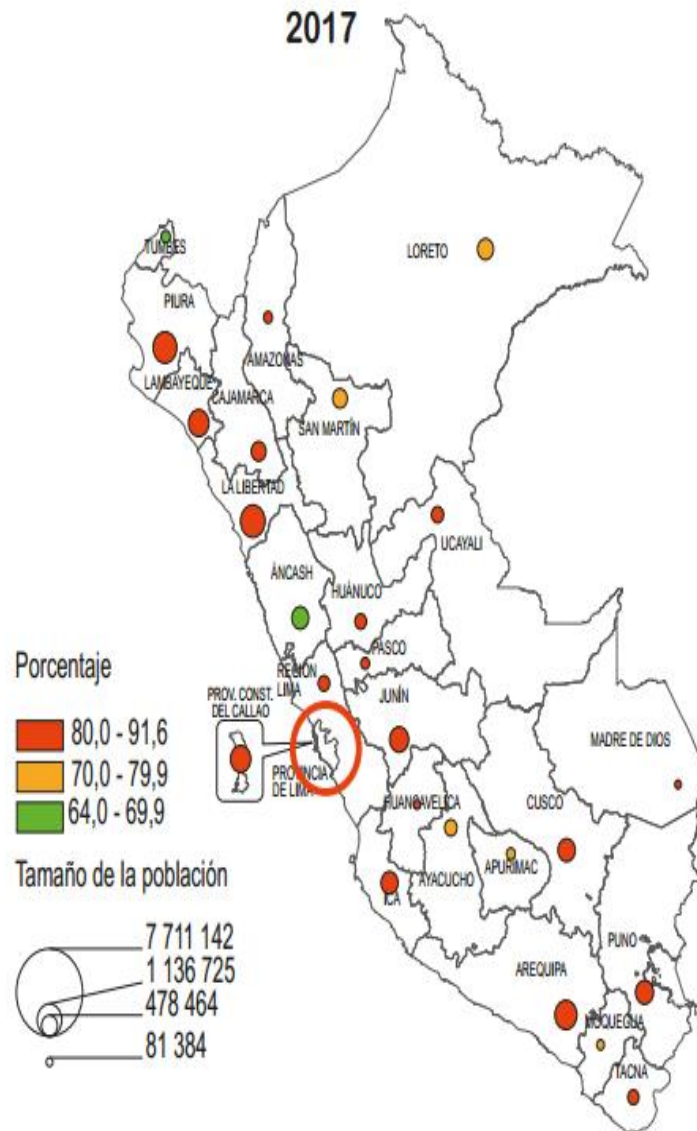 2017
TUMBES
LORETO
PIURA
AMAZONAS
LAMBAYEQUE
CAJAMARCA
SAN MARTÍN
LA LIBERTAD
UCAYALI
ÁNCASH
HUÁNUCO
PASCO
REGIÓN
LIMA
JUNÍN
PROV. CONST.
DEL CALLAO
MADRE DE DIOS
PROVINCIA
DE LIMA
HUANCAVELICA
CUSCO
APURIMAC
AYACUCHO
ICA
PUNO
AREQUIPA
MOQUEGUA
TACNA
Porcentaje
80,0 - 91,6
70,0 - 79,9
64,0 - 69,9
Tamaño de la población
7 711 142
1 136 725
478 464
81 384